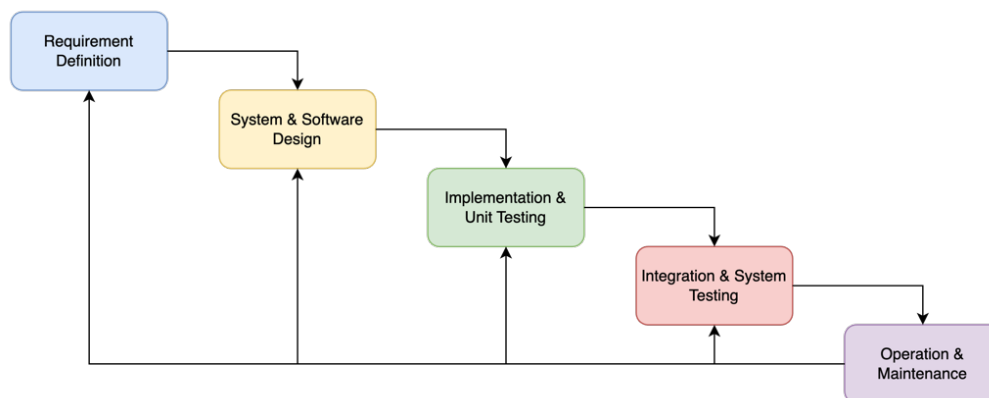 Requirement
Definition
System & Software
Design
Implementation &
Unit Testing
Integration & System
Testing
Operation &
Maintenance